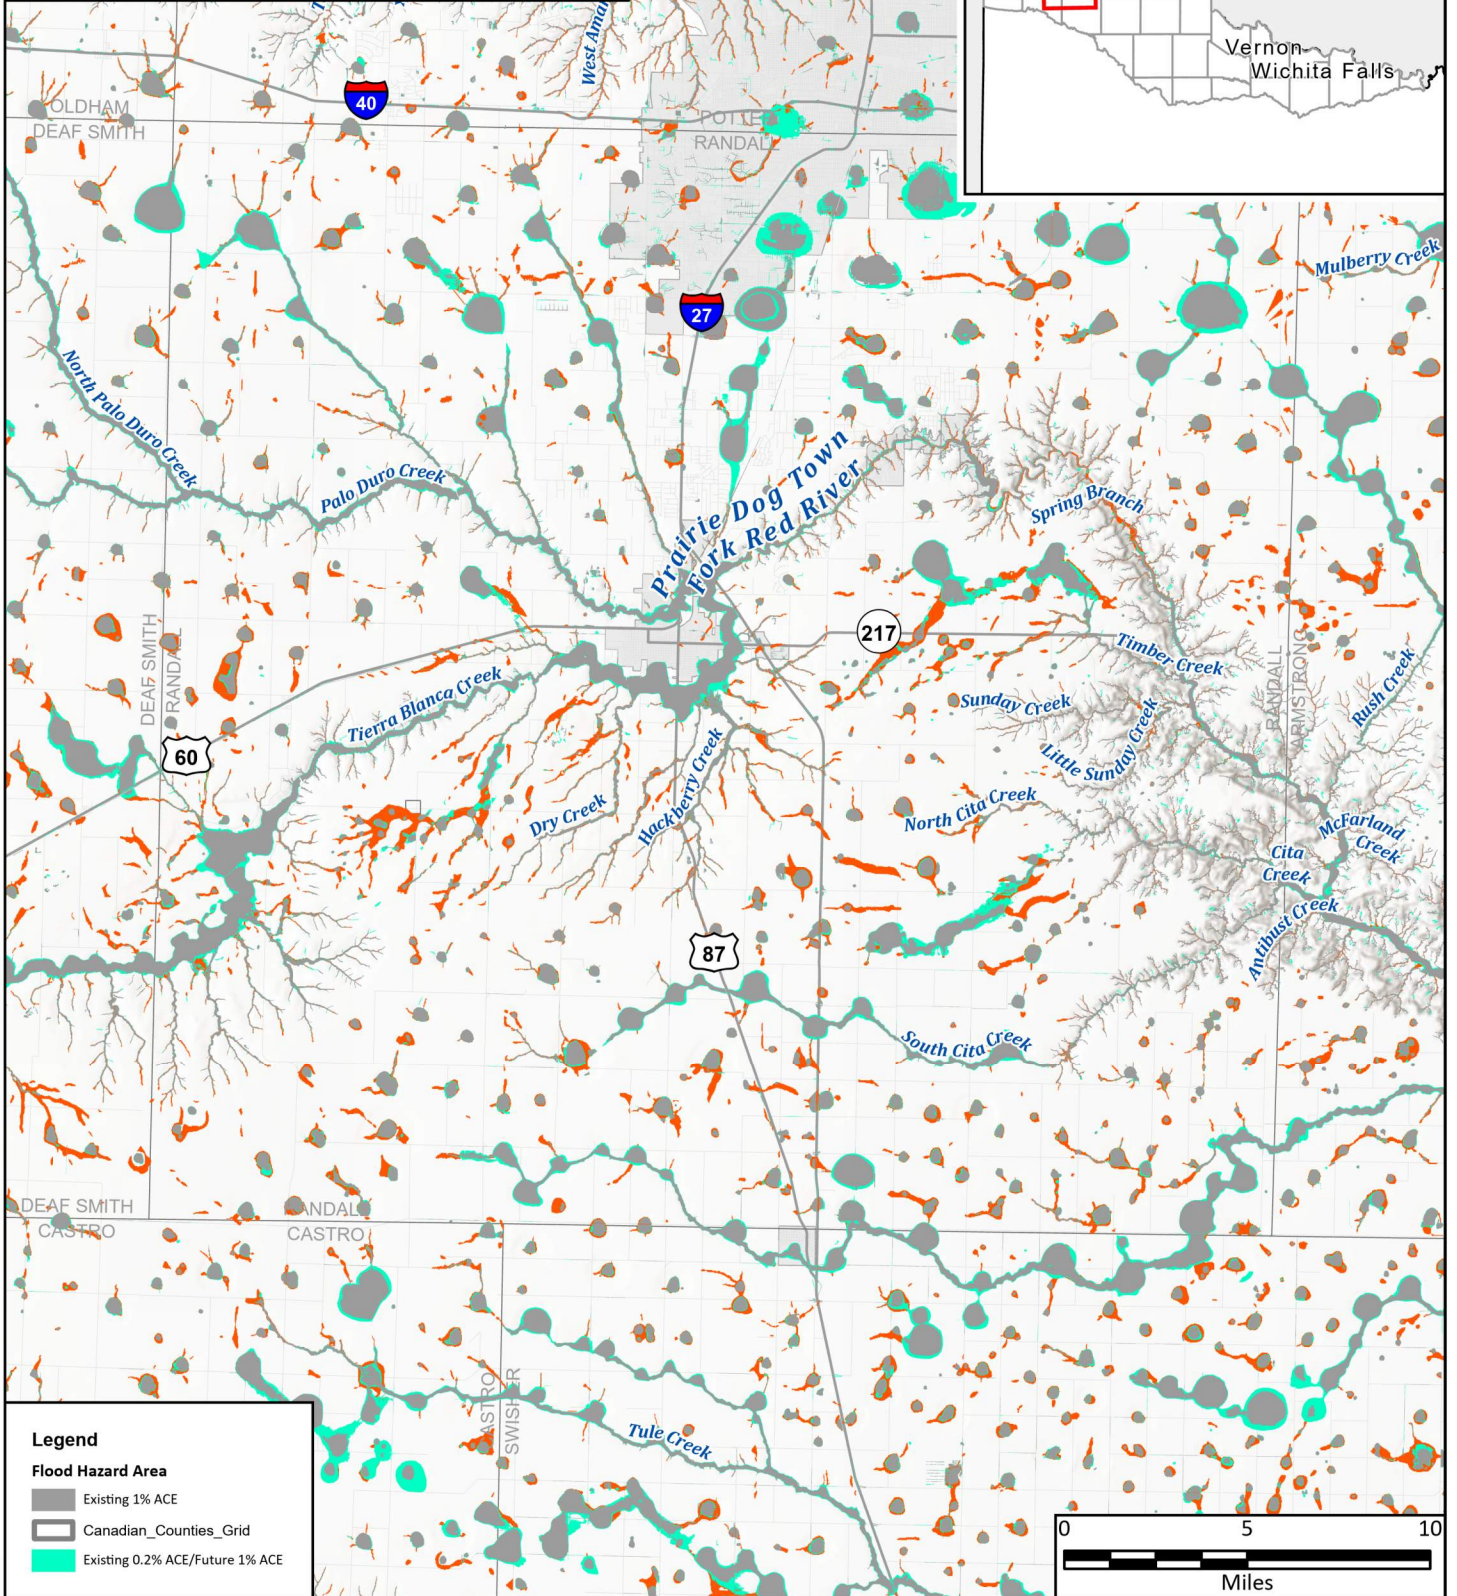 West Amar
Vernon
Wichita Falls
40
OLDHAM
DEAF SMITH
POTTER
RANDALL
Mulberry Creek
27
North Palo Duro Creek
Palo Duro Creek
Prairie Dog Town
Fork Red River
Spring Branch
217
DEAF SMITH
RANDALL
Timber Creek
RANDALL
ARMSTRONG
Rush Creek
Tierra Blanca Creek
Sunday Creek
Little Sunday Creek
60
Dry Creek
Hackberry Creek
North Cita Creek
McFarland
Creek
Cita
Creek
Antibust Creek
87
South Cita Creek
DEAF SMITH
CASTRO
RANDALL
CASTRO
CASTRO
SWISHER
Tule Creek
Legend
Flood Hazard Area
Existing 1% ACE
Canadian_Counties_Grid
Existing 0.2% ACE/Future 1% ACE
0 5 10
Miles